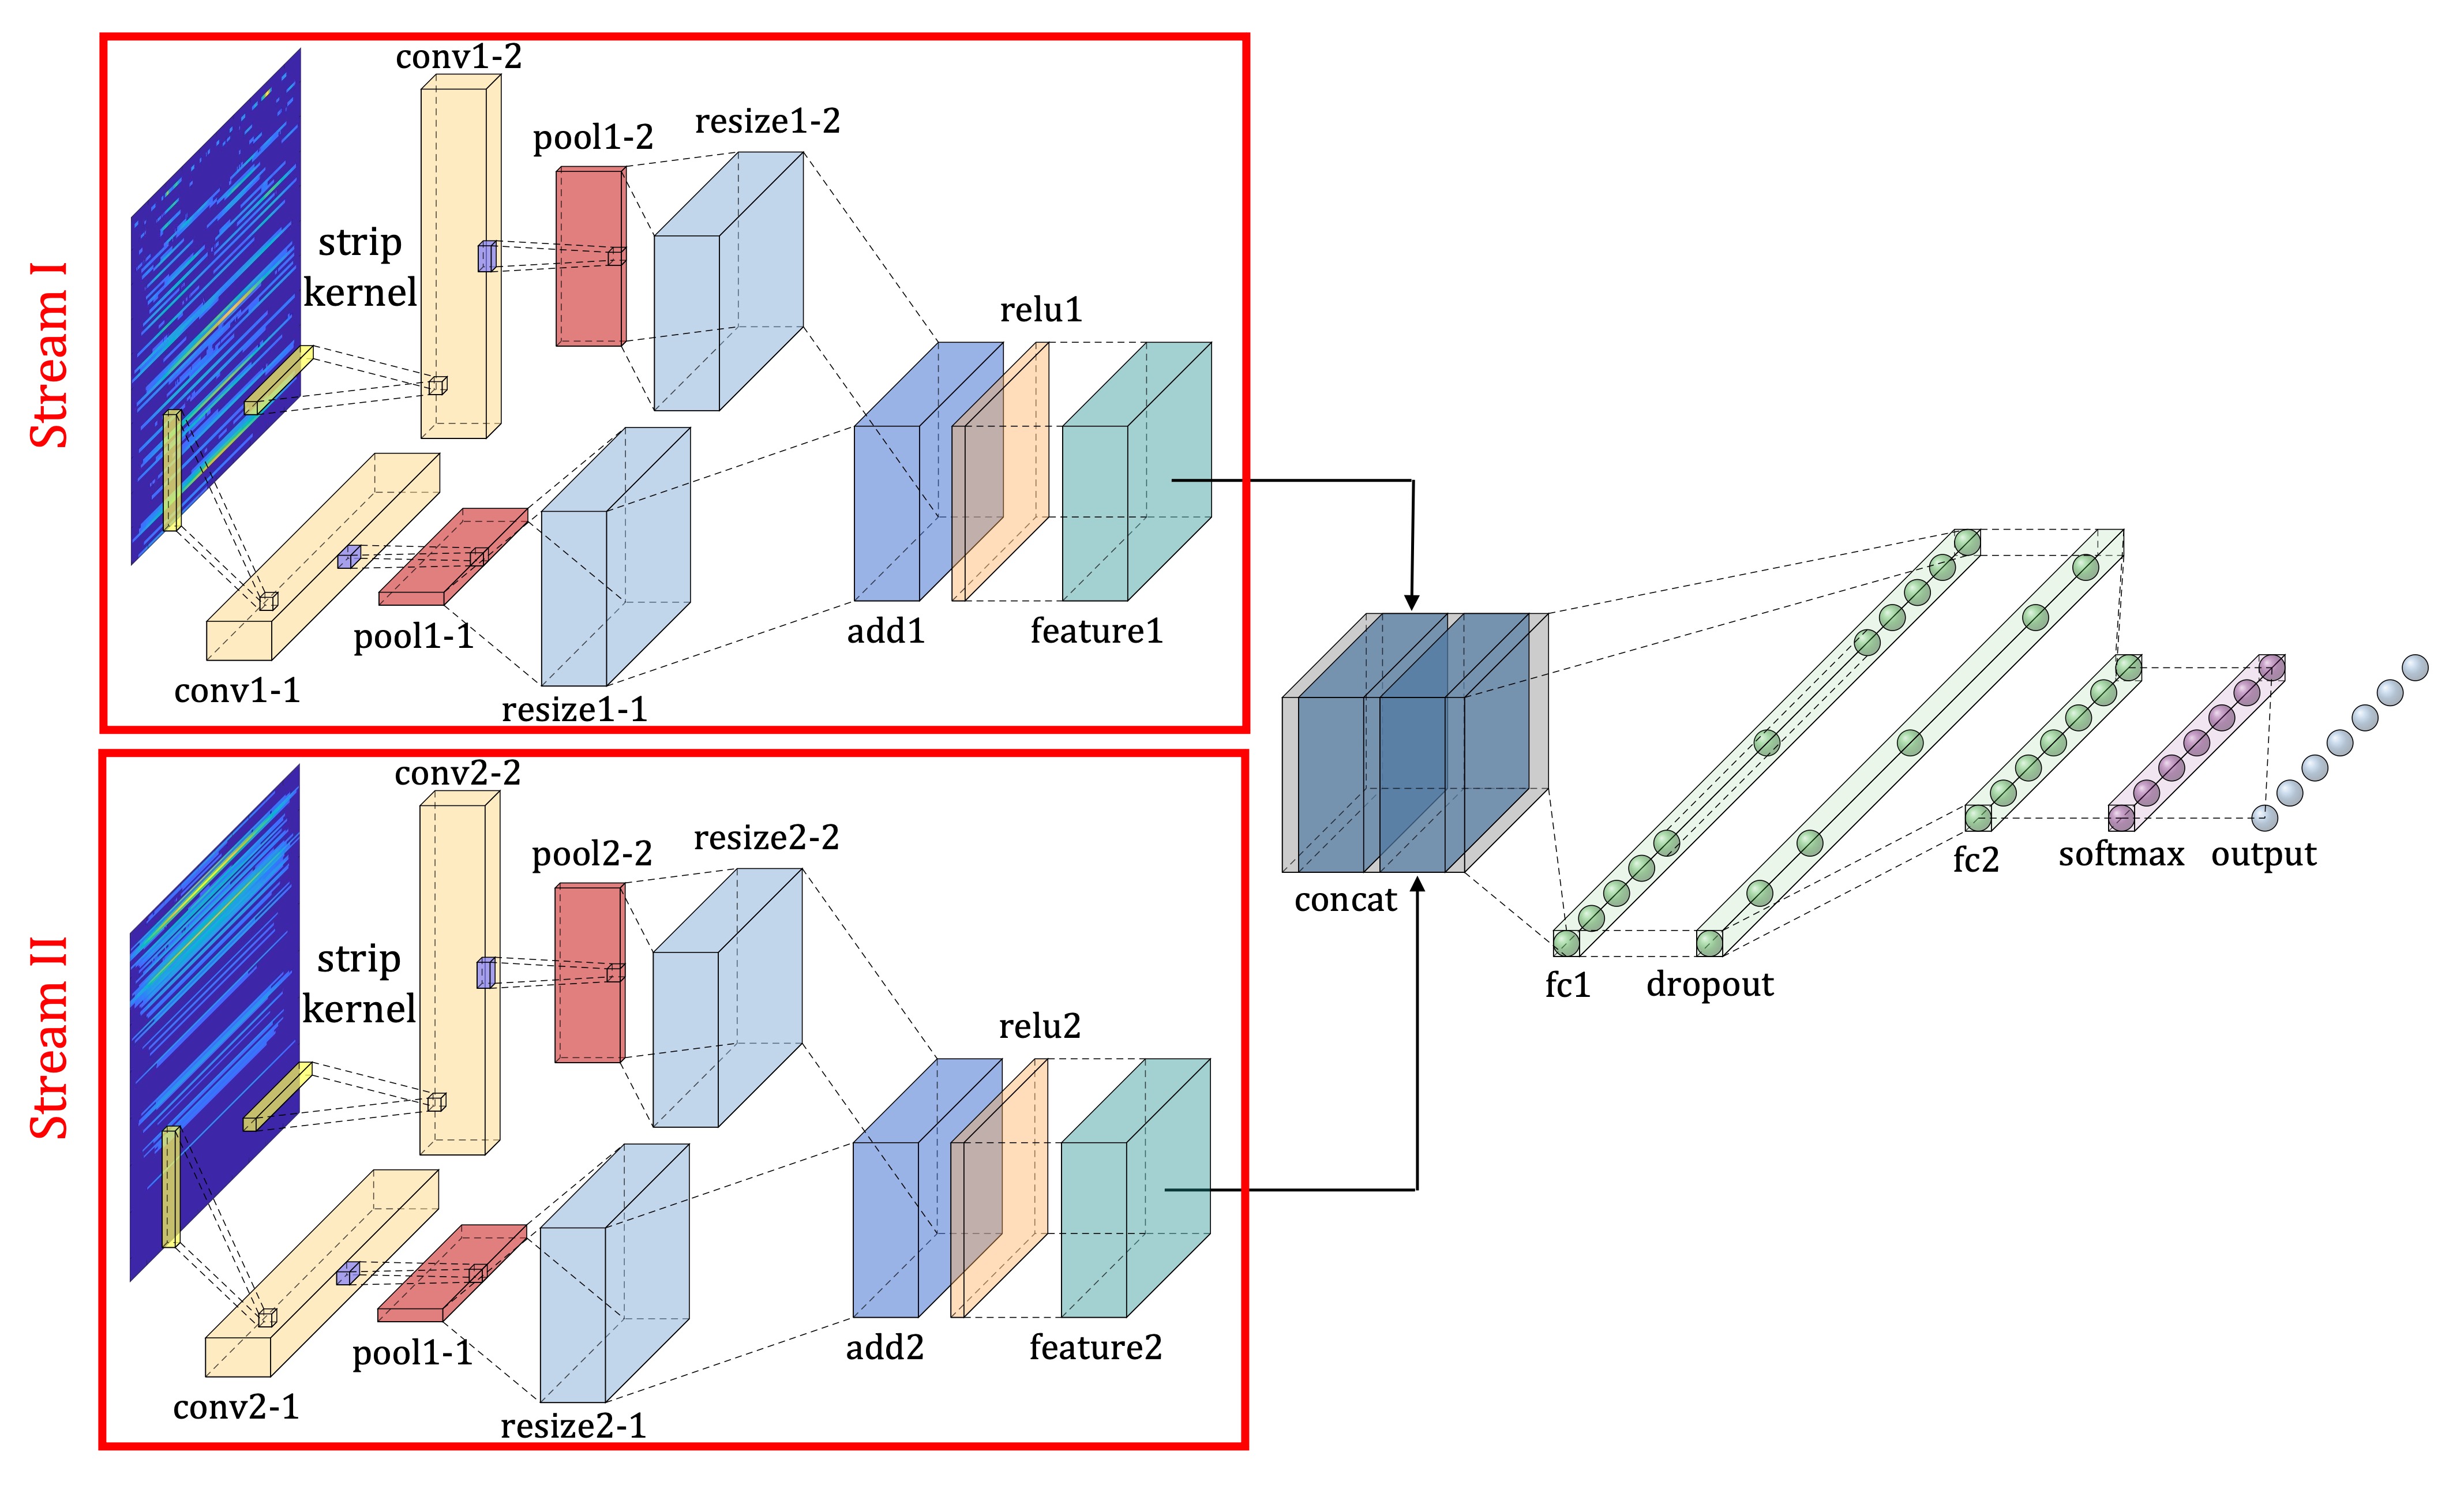 Stream I
conv1-2
pool1-2
resize1-2
strip
kernel
relu1
conv1-1
pool1-1
resize1-1
add1
feature1
Stream II
conv2-2
pool2-2
resize2-2
strip
kernel
relu2
conv2-1
pool1-1
resize2-1
add2
feature2
concat
fc1
dropout
fc2
softmax
output